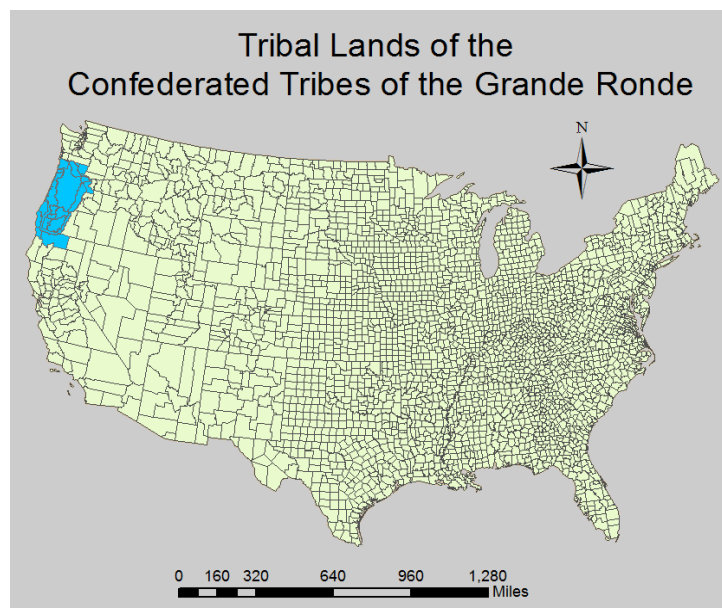 Tribal Lands of the
Confederated Tribes of the Grande Ronde
N
0 160 320 640 960 1,280
Miles